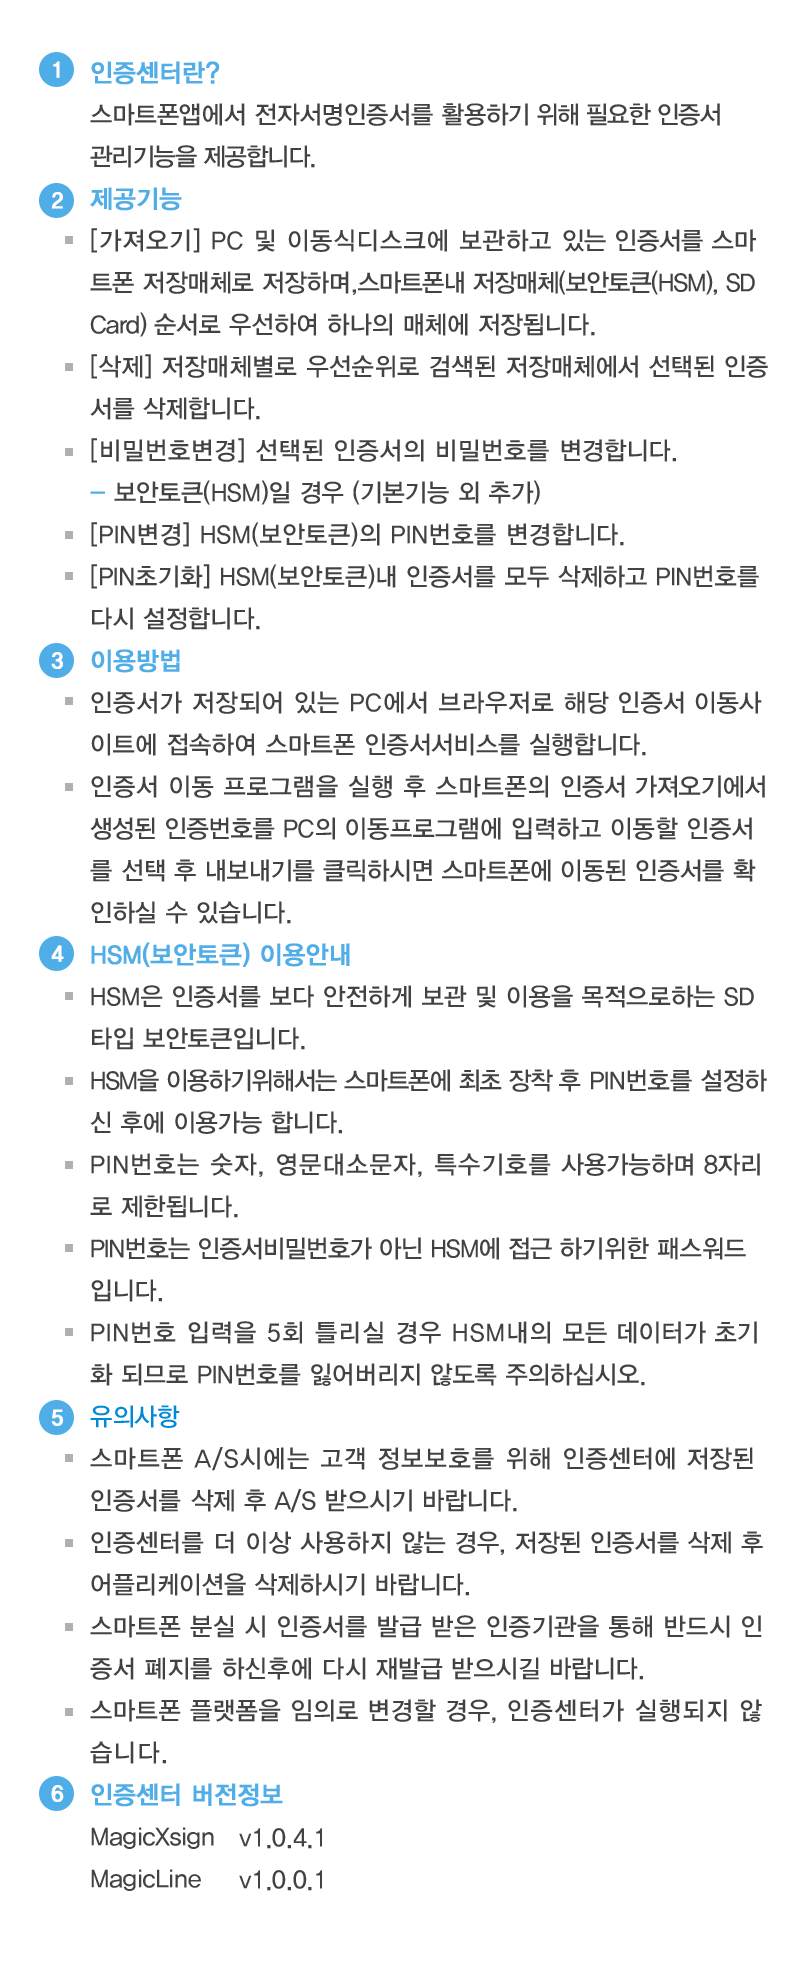 1 인증센터란?
스마트폰앱에서 전자서명인증서를 활용하기 위해 필요한 인증서
관리기능을 제공합니다.
2 제공기능
[가져오기] PC 및 이동식디스크에 보관하고 있는 인증서를 스마
트폰 저장매체로 저장하며,스마트폰내 저장매체(보안토큰(HSM), SD
Card) 순서로 우선하여 하나의 매체에 저장됩니다.
[삭제] 저장매체별로 우선순위로 검색된 저장매체에서 선택된 인증
서를 삭제합니다.
[비밀번호변경] 선택된 인증서의 비밀번호를 변경합니다.
- 보안토큰(HSM)일 경우 (기본기능 외 추가)
[PIN변경] HSM(보안토큰)의 PIN번호를 변경합니다.
[PIN초기화] HSM(보안토큰)내 인증서를 모두 삭제하고 PIN번호를
다시 설정합니다.
3 이용방법
인증서가 저장되어 있는 PC에서 브라우저로 해당 인증서 이동사
이트에 접속하여 스마트폰 인증서서비스를 실행합니다.
인증서 이동 프로그램을 실행 후 스마트폰의 인증서 가져오기에서
생성된 인증번호를 PC의 이동프로그램에 입력하고 이동할 인증서
를 선택 후 내보내기를 클릭하시면 스마트폰에 이동된 인증서를 확
인하실 수 있습니다.
4 HSM(보안토큰) 이용안내
HSM은 인증서를 보다 안전하게 보관 및 이용을 목적으로하는 SD
타입 보안토큰입니다.
HSM을 이용하기위해서는 스마트폰에 최초 장착 후 PIN번호를 설정하
신 후에 이용가능 합니다.
PIN번호는 숫자, 영문대소문자, 특수기호를 사용가능하며 8자리
로 제한됩니다.
PIN번호는 인증서비밀번호가 아닌 HSM에 접근 하기위한 패스워드
입니다.
PIN번호 입력을 5회 틀리실 경우 HSM내의 모든 데이터가 초기
화 되므로 PIN번호를 잃어버리지 않도록 주의하십시오.
5 유의사항
스마트폰 A/S시에는 고객 정보보호를 위해 인증센터에 저장된
인증서를 삭제 후 A/S 받으시기 바랍니다.
인증센터를 더 이상 사용하지 않는 경우, 저장된 인증서를 삭제 후
어플리케이션을 삭제하시기 바랍니다.
스마트폰 분실 시 인증서를 발급 받은 인증기관을 통해 반드시 인
증서 폐지를 하신후에 다시 재발급 받으시길 바랍니다.
스마트폰 플랫폼을 임의로 변경할 경우, 인증센터가 실행되지 않
습니다.
6 인증센터 버전정보
MagicXsign v1.0.4.1
MagicLine v1.0.0.1